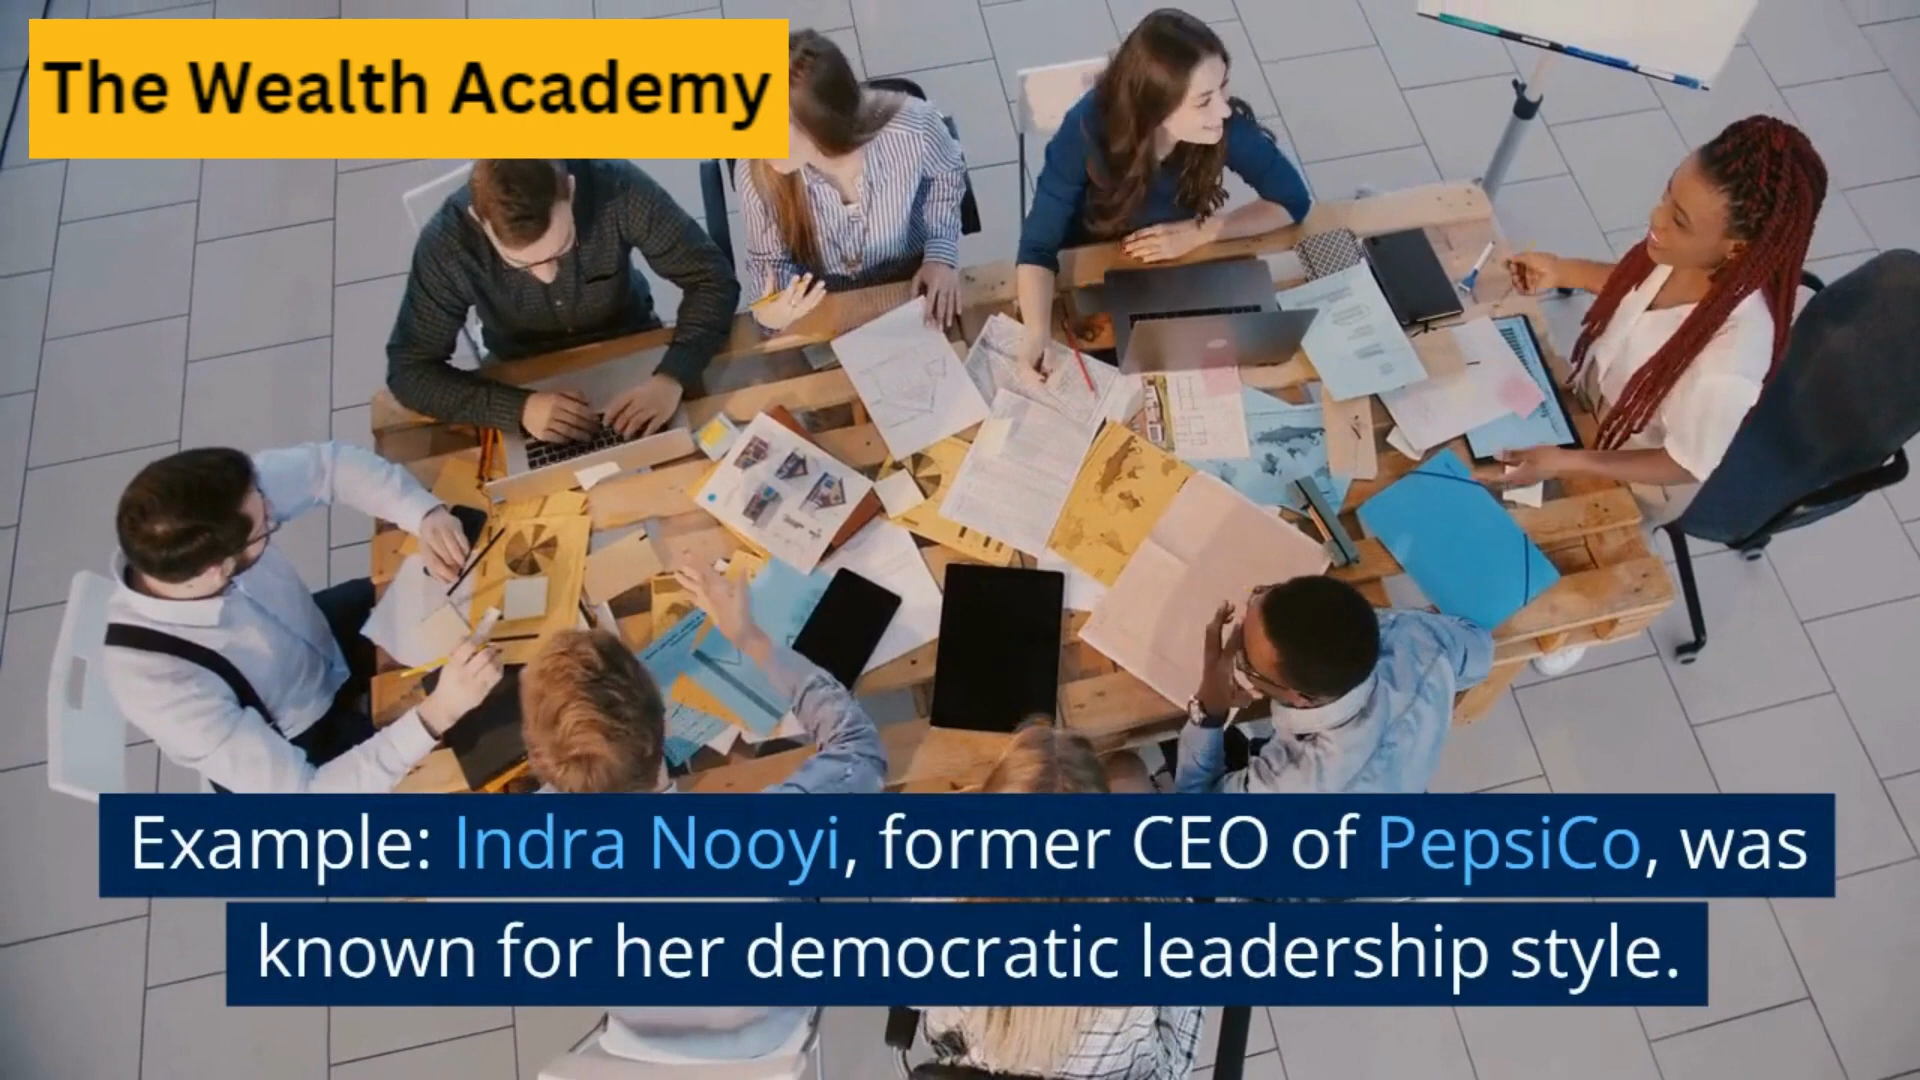 The Wealth Academy
Example: Indra Nooyi, former CEO of PepsiCo, was
known for her democratic leadership style.